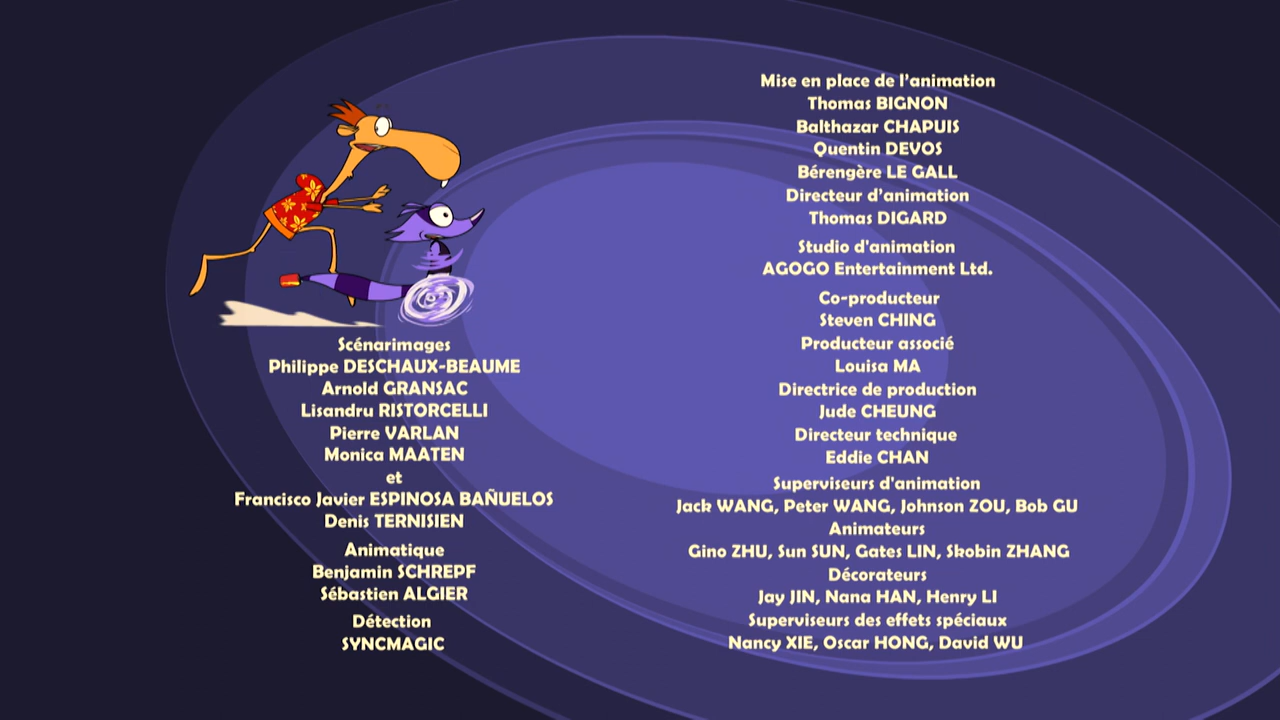 Scénarimages
Philippe DESCHAUX-BEAUME
Arnold GRANSAC
Lisandru RISTORCELLI
Pierre VARLAN
Monica MAATEN
et
Francisco Javier ESPINOSA BAÑUELOS
Denis TERNISIEN
Animatique
Benjamin SCHREPF
Sébastien ALGIER
Détection
SYNCMAGIC
Mise en place de l’animation
Thomas BIGNON
Balthazar CHAPUIS
Quentin DEVOS
Bérengère LE GALL
Directeur d’animation
Thomas DIGARD
Studio d'animation
AGOGO Entertainment Ltd.
Co-producteur
Steven CHING
Producteur associé
Louisa MA
Directrice de production
Jude CHEUNG
Directeur technique
Eddie CHAN
Superviseurs d'animation
Jack WANG, Peter WANG, Johnson ZOU, Bob GU
Animateurs
Gino ZHU, Sun SUN, Gates LIN, Skobin ZHANG
Décorateurs
Jay JIN, Nana HAN, Henry LI
Superviseurs des effets spéciaux
Nancy XIE, Oscar HONG, David WU